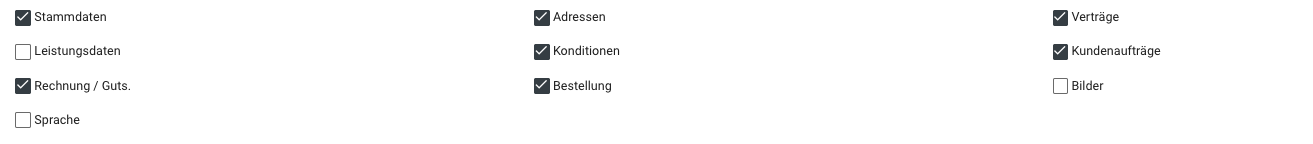 Stammdaten
Adressen
Verträge
Leistungsdaten
Konditionen
Kundenaufträge
Rechnung / Guts.
Bestellung
Bilder
Sprache